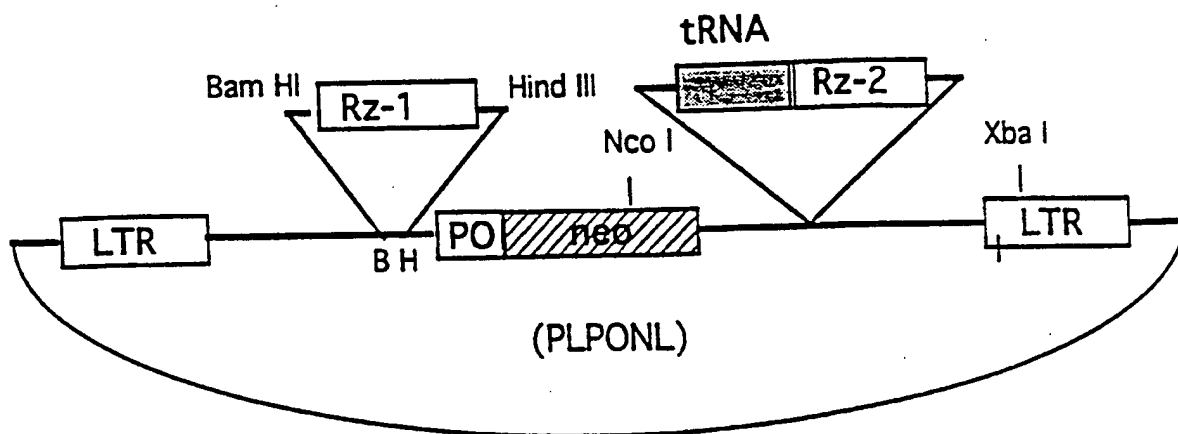 tRNA
Bam HI
Rz-1
Hind III
Rz-2
Nco I
Xba I
LTR
B H
PO
neo
LTR
(PLPONL)